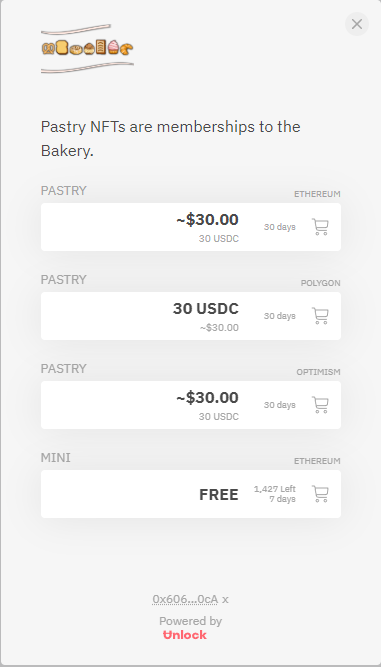 Pastry NFTs are memberships to the
Bakery.
PASTRY
ETHEREUM
~$30.00
30 USDC
30 days
PASTRY
POLYGON
30 USDC
~$30.00
30 days
PASTRY
OPTIMISM
~$30.00
30 USDC
30 days
MINI
ETHEREUM
FREE
1,427 Left
7 days
0x606...0cA x
Powered by
Unlock